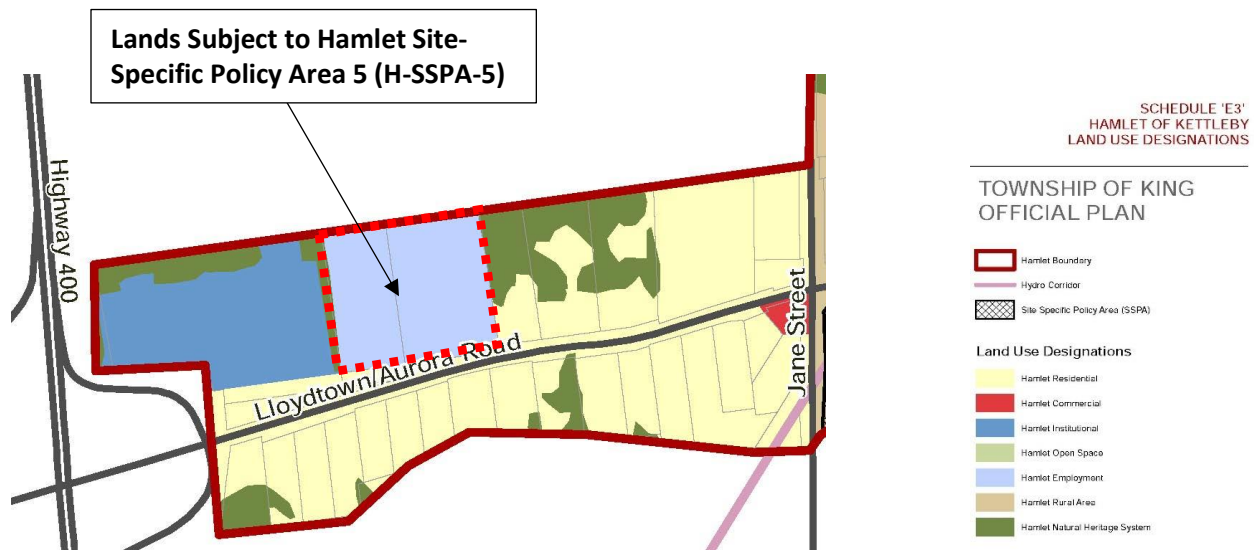 Lands Subject to Hamlet Site-
Specific Policy Area 5 (H-SSPA-5)
Highway 400
Lloydtown/Aurora Road
Jane Street
SCHEDULE 'E3'
HAMLET OF KETTLEBY
LAND USE DESIGNATIONS
TOWNSHIP OF KING
OFFICIAL PLAN
Hamlet Boundary
Hydro Corridor
Site Specific Policy Area (SSPA)
Land Use Designations
Hamlet Residential
Hamlet Commercial
Hamlet Institutional
Hamlet Open Space
Hamlet Employment
Hamlet Rural Area
Hamlet Natural Heritage System